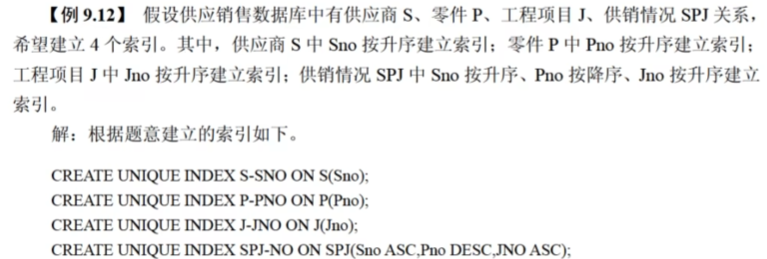 【例 9.12】 假设供应销售数据库中有供应商 S、零件 P、工程项目 J、供销情况 SPJ 关系，
希望建立 4 个索引。其中，供应商 S 中 Sno 按升序建立索引；零件 P 中 Pno 按升序建立索引；
工程项目 J 中 Jno 按升序建立索引；供销情况 SPJ 中 Sno 按升序、Pno 按降序、Jno 按升序建立
索引。
解：根据题意建立的索引如下。
CREATE UNIQUE INDEX S-SNO ON S(Sno);
CREATE UNIQUE INDEX P-PNO ON P(Pno);
CREATE UNIQUE INDEX J-JNO ON J(Jno);
CREATE UNIQUE INDEX SPJ-NO ON SPJ(Sno ASC,Pno DESC,JNO ASC);